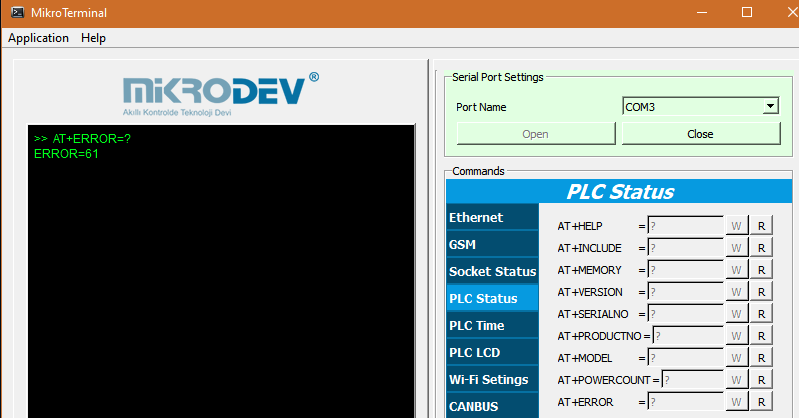 MikroTerminal
Application Help
MiKRODEV®
Akıllı Kontrolde Teknoloji Devi
>> AT+ERROR=?
ERROR=61
Serial Port Settings
Port Name COM3
Open Close
Commands
PLC Status
Ethernet
GSM
Socket Status
PLC Status
PLC Time
PLC LCD
Wi-Fi Setings
CANBUS
AT+HELP = ? W R
AT+INCLUDE = ? W R
AT+MEMORY = ? W R
AT+VERSION = ? W R
AT+SERIALNO = ? W R
AT+PRODUCTNO = ? W R
AT+MODEL = ? W R
AT+POWERCOUNT = ? W R
AT+ERROR = ? W R